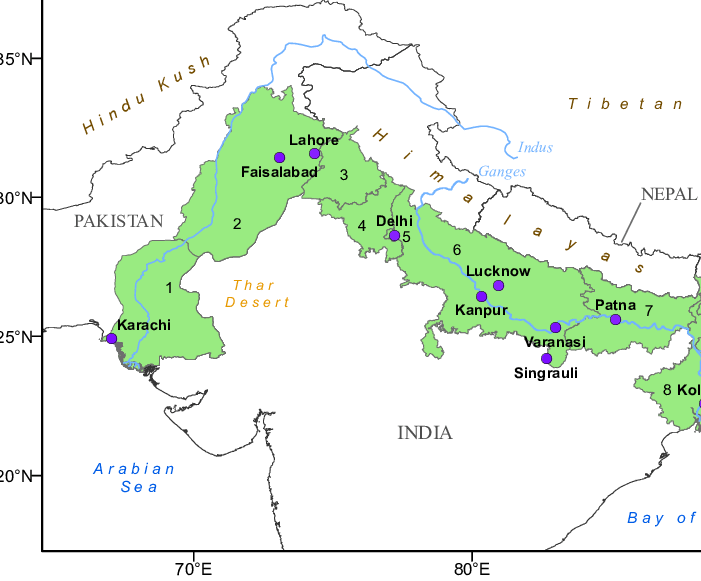 35°N
Hindu Kush
Tibetan
Indus
Lahore
Himalayas
Faisalabad
3
Ganges
30°N
NEPAL
PAKISTAN
2
4
Delhi
5
6
Thar
Desert
Lucknow
1
Kanpur
Patna
7
Karachi
25°N
Varanasi
Singrauli
8
Kol
INDIA
Arabian
Sea
20°N
Bay of
70°E
80°E